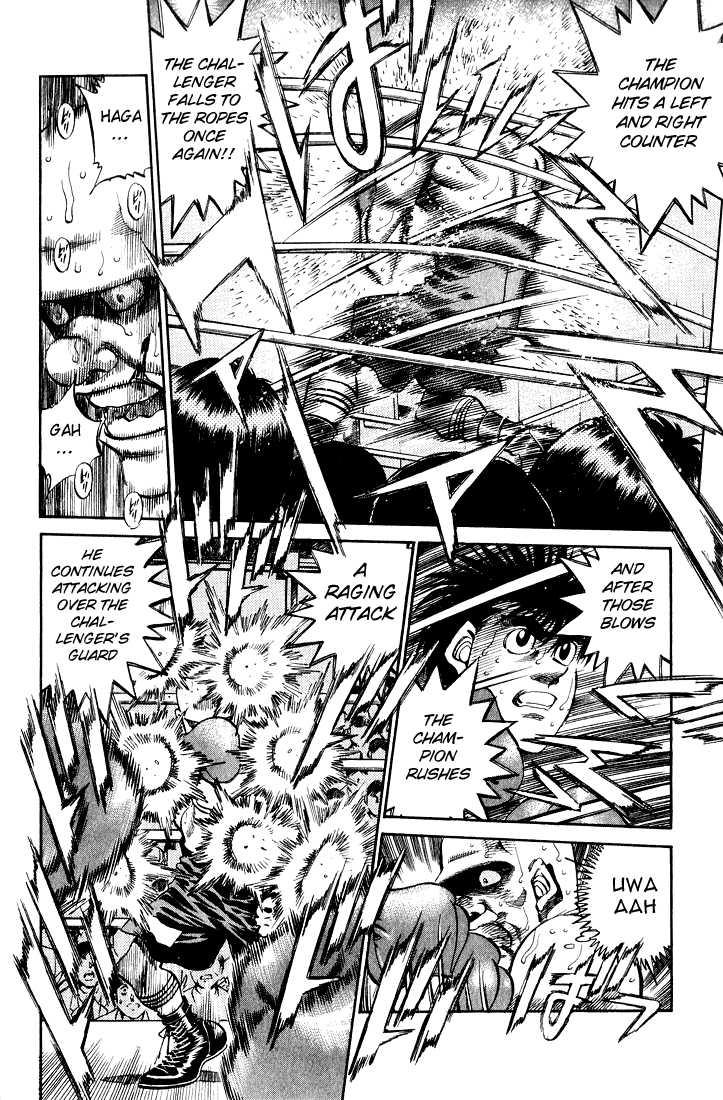 THE
CHAMPION
HITS A LEFT
AND RIGHT
COUNTER
THE CHAL-
LENGER
FALLS TO
THE ROPES
ONCE
AGAIN!!
HAGA
...
GAH
...
AND
AFTER
THOSE
BLOWS
THE
CHAM-
PION
RUSHES
A
RAGING
ATTACK
HE
CONTINUES
ATTACKING
OVER THE
CHAL-
LENGER'S
GUARD
UWA
AAH